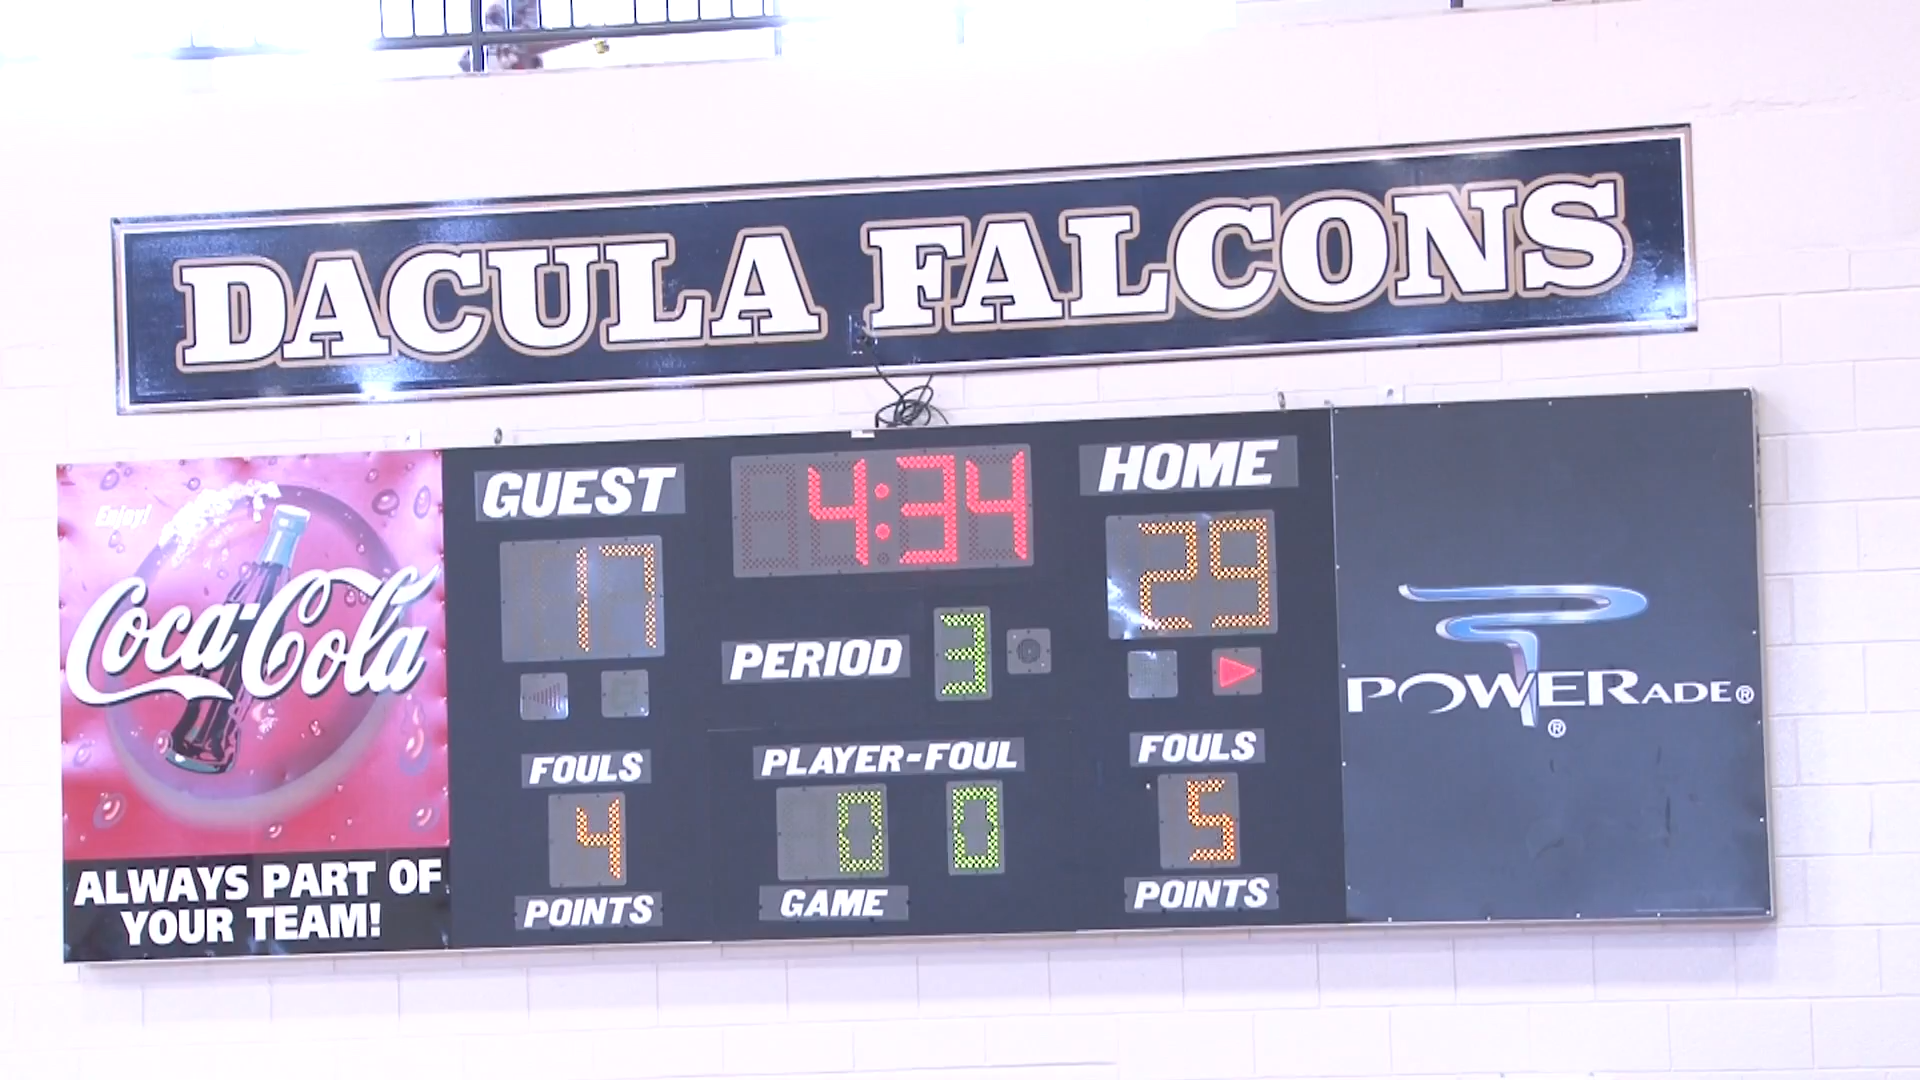 DACULA FALCONS
GUEST
4:34
HOME
17
29
PERIOD 3
Enjoy!
Coca-Cola
POWERADE®
®
FOULS
PLAYER-FOUL
FOULS
4
0 0
5
POINTS
GAME
POINTS
ALWAYS PART OF
YOUR TEAM!